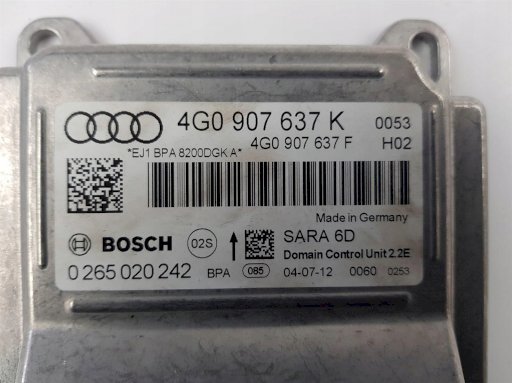 4G0 907 637 K 0053
4G0 907 637 F H02
*EJ1 BPA 8200DGK A*
Made in Germany
BOSCH 02S SARA 6D
Domain Control Unit 2.2E
0 265 020 242 BPA 085 04-07-12 0060 0253